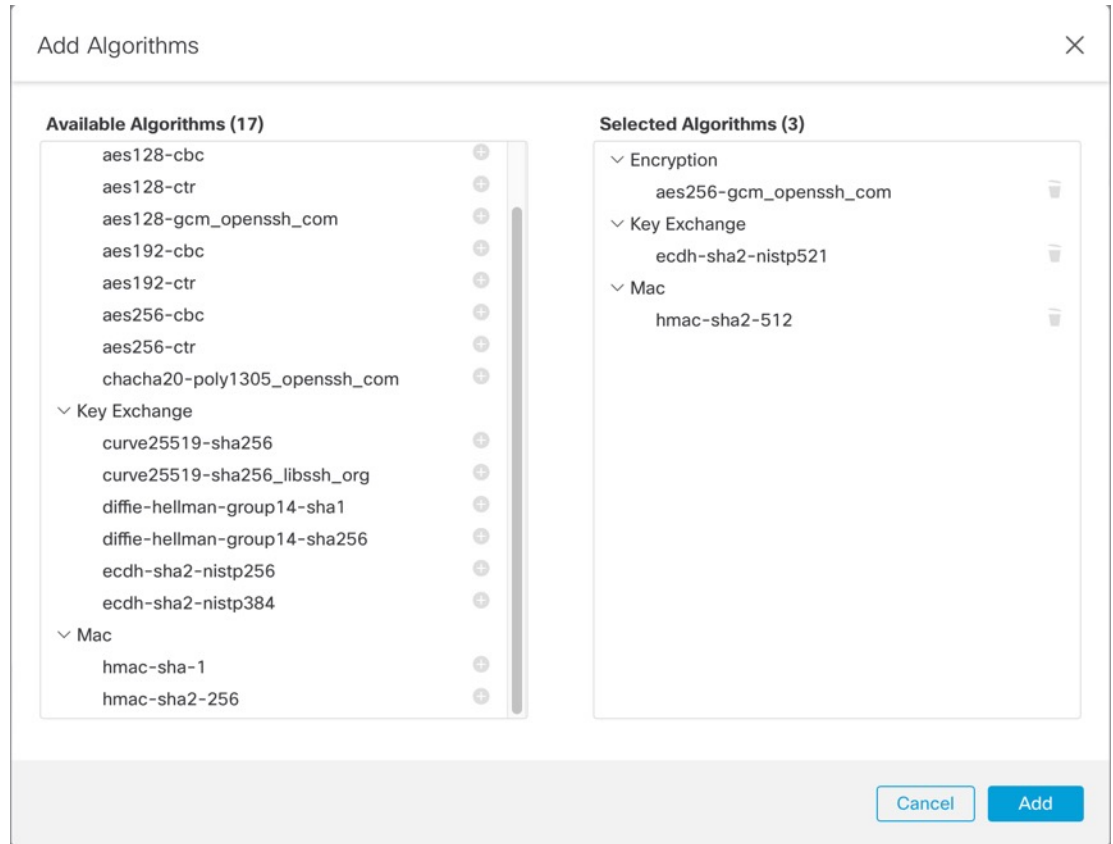 Add Algorithms
Available Algorithms (17)
aes128-cbc
aes128-ctr
aes128-gcm_openssh_com
aes192-cbc
aes192-ctr
aes256-cbc
aes256-ctr
chacha20-poly1305_openssh_com
Key Exchange
curve25519-sha256
curve25519-sha256_libssh_org
diffie-hellman-group14-sha1
diffie-hellman-group14-sha256
ecdh-sha2-nistp256
ecdh-sha2-nistp384
Mac
hmac-sha-1
hmac-sha2-256
Selected Algorithms (3)
Encryption
aes256-gcm_openssh_com
Key Exchange
ecdh-sha2-nistp521
Mac
hmac-sha2-512
Cancel
Add